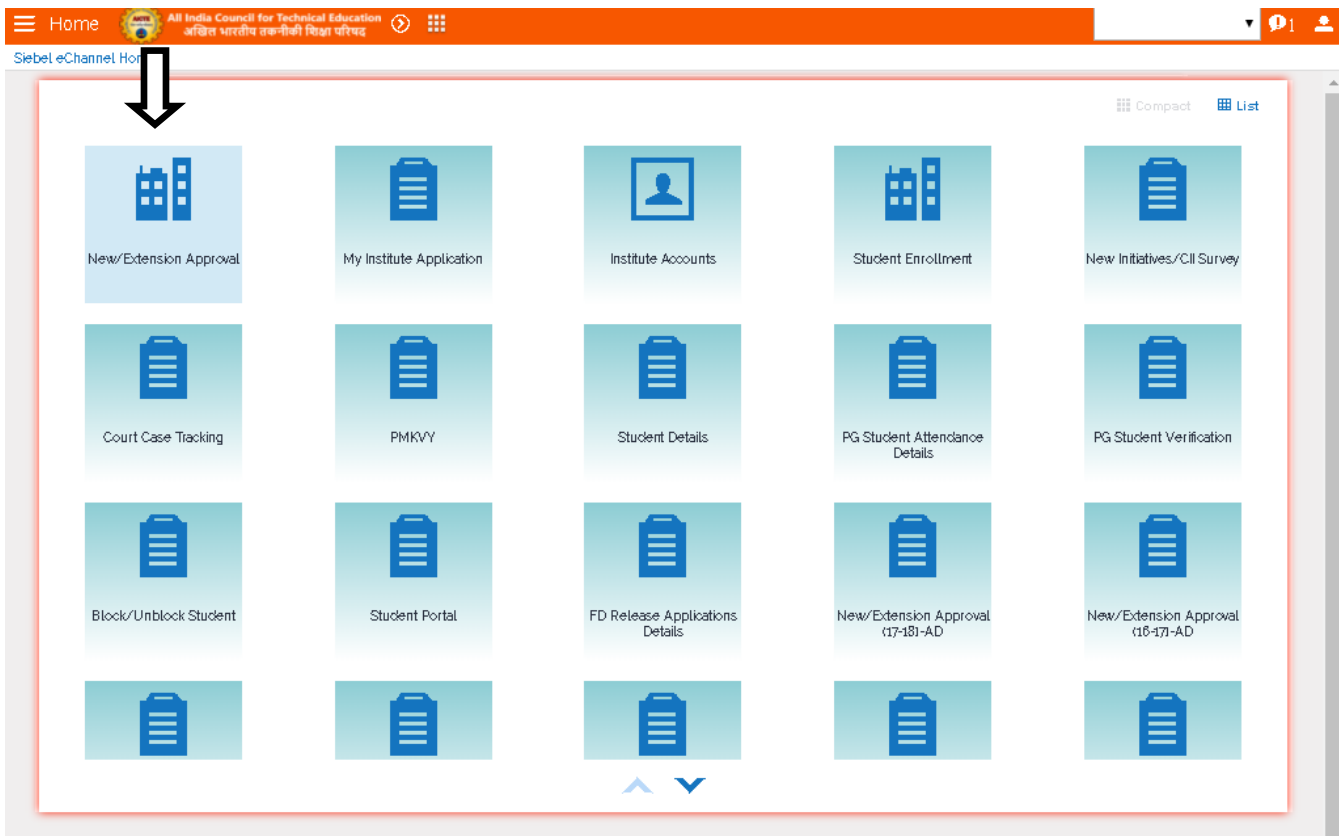 Home
AICTE
All India Council for Technical Education
अखिल भारतीय तकनीकी शिक्षा परिषद
1
Siebel eChannel Ho
Compact
List
New/Extension Approval
My Institute Application
Institute Accounts
Student Enrollment
New Initiatives/CII Survey
Court Case Tracking
PMKVY
Student Details
PG Student Attendance
Details
PG Student Verification
Block/Unblock Student
Student Portal
FD Release Applications
Details
New/Extension Approval
(17-18)-AD
New/Extension Approval
(16-17)-AD